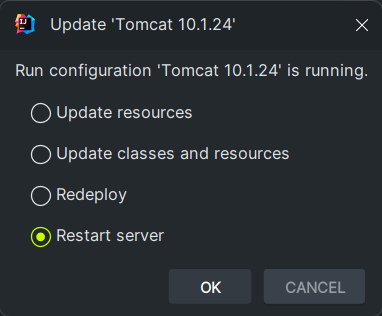 Update 'Tomcat 10.1.24'
Run configuration 'Tomcat 10.1.24' is running.
Update resources
Update classes and resources
Redeploy
Restart server
OK
CANCEL